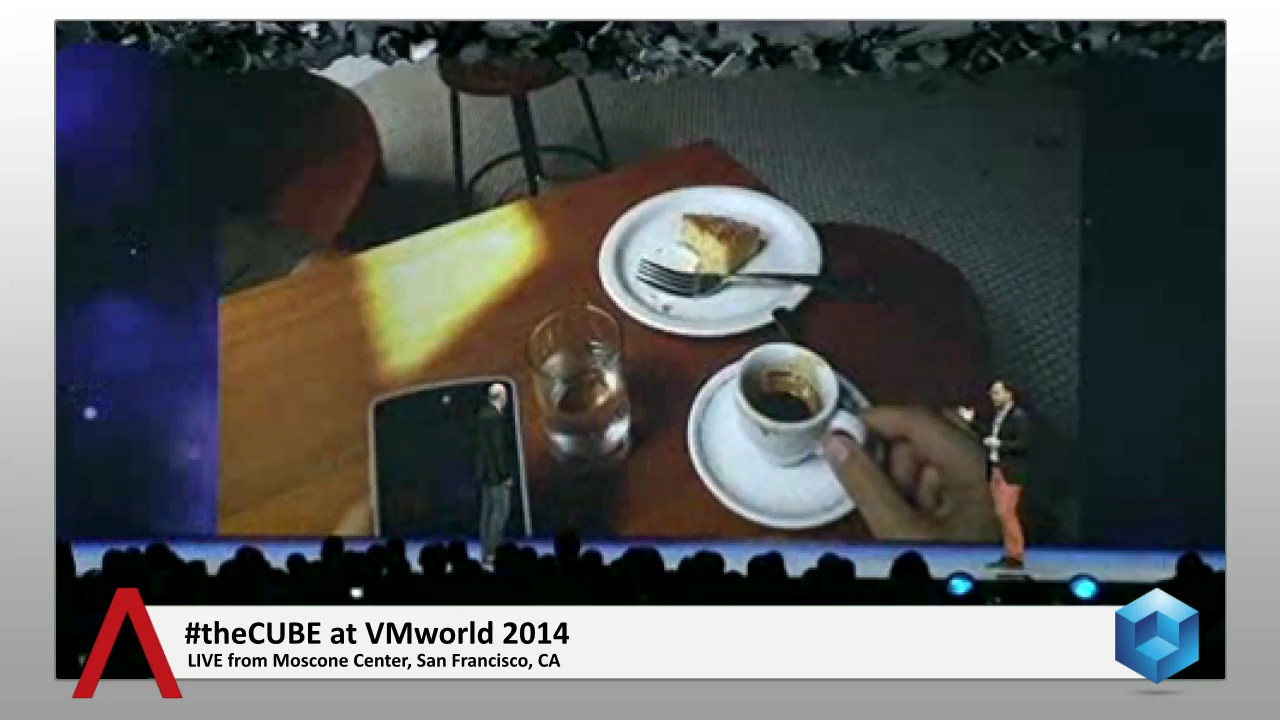 #theCUBE at VMworld 2014
LIVE from Moscone Center, San Francisco, CA